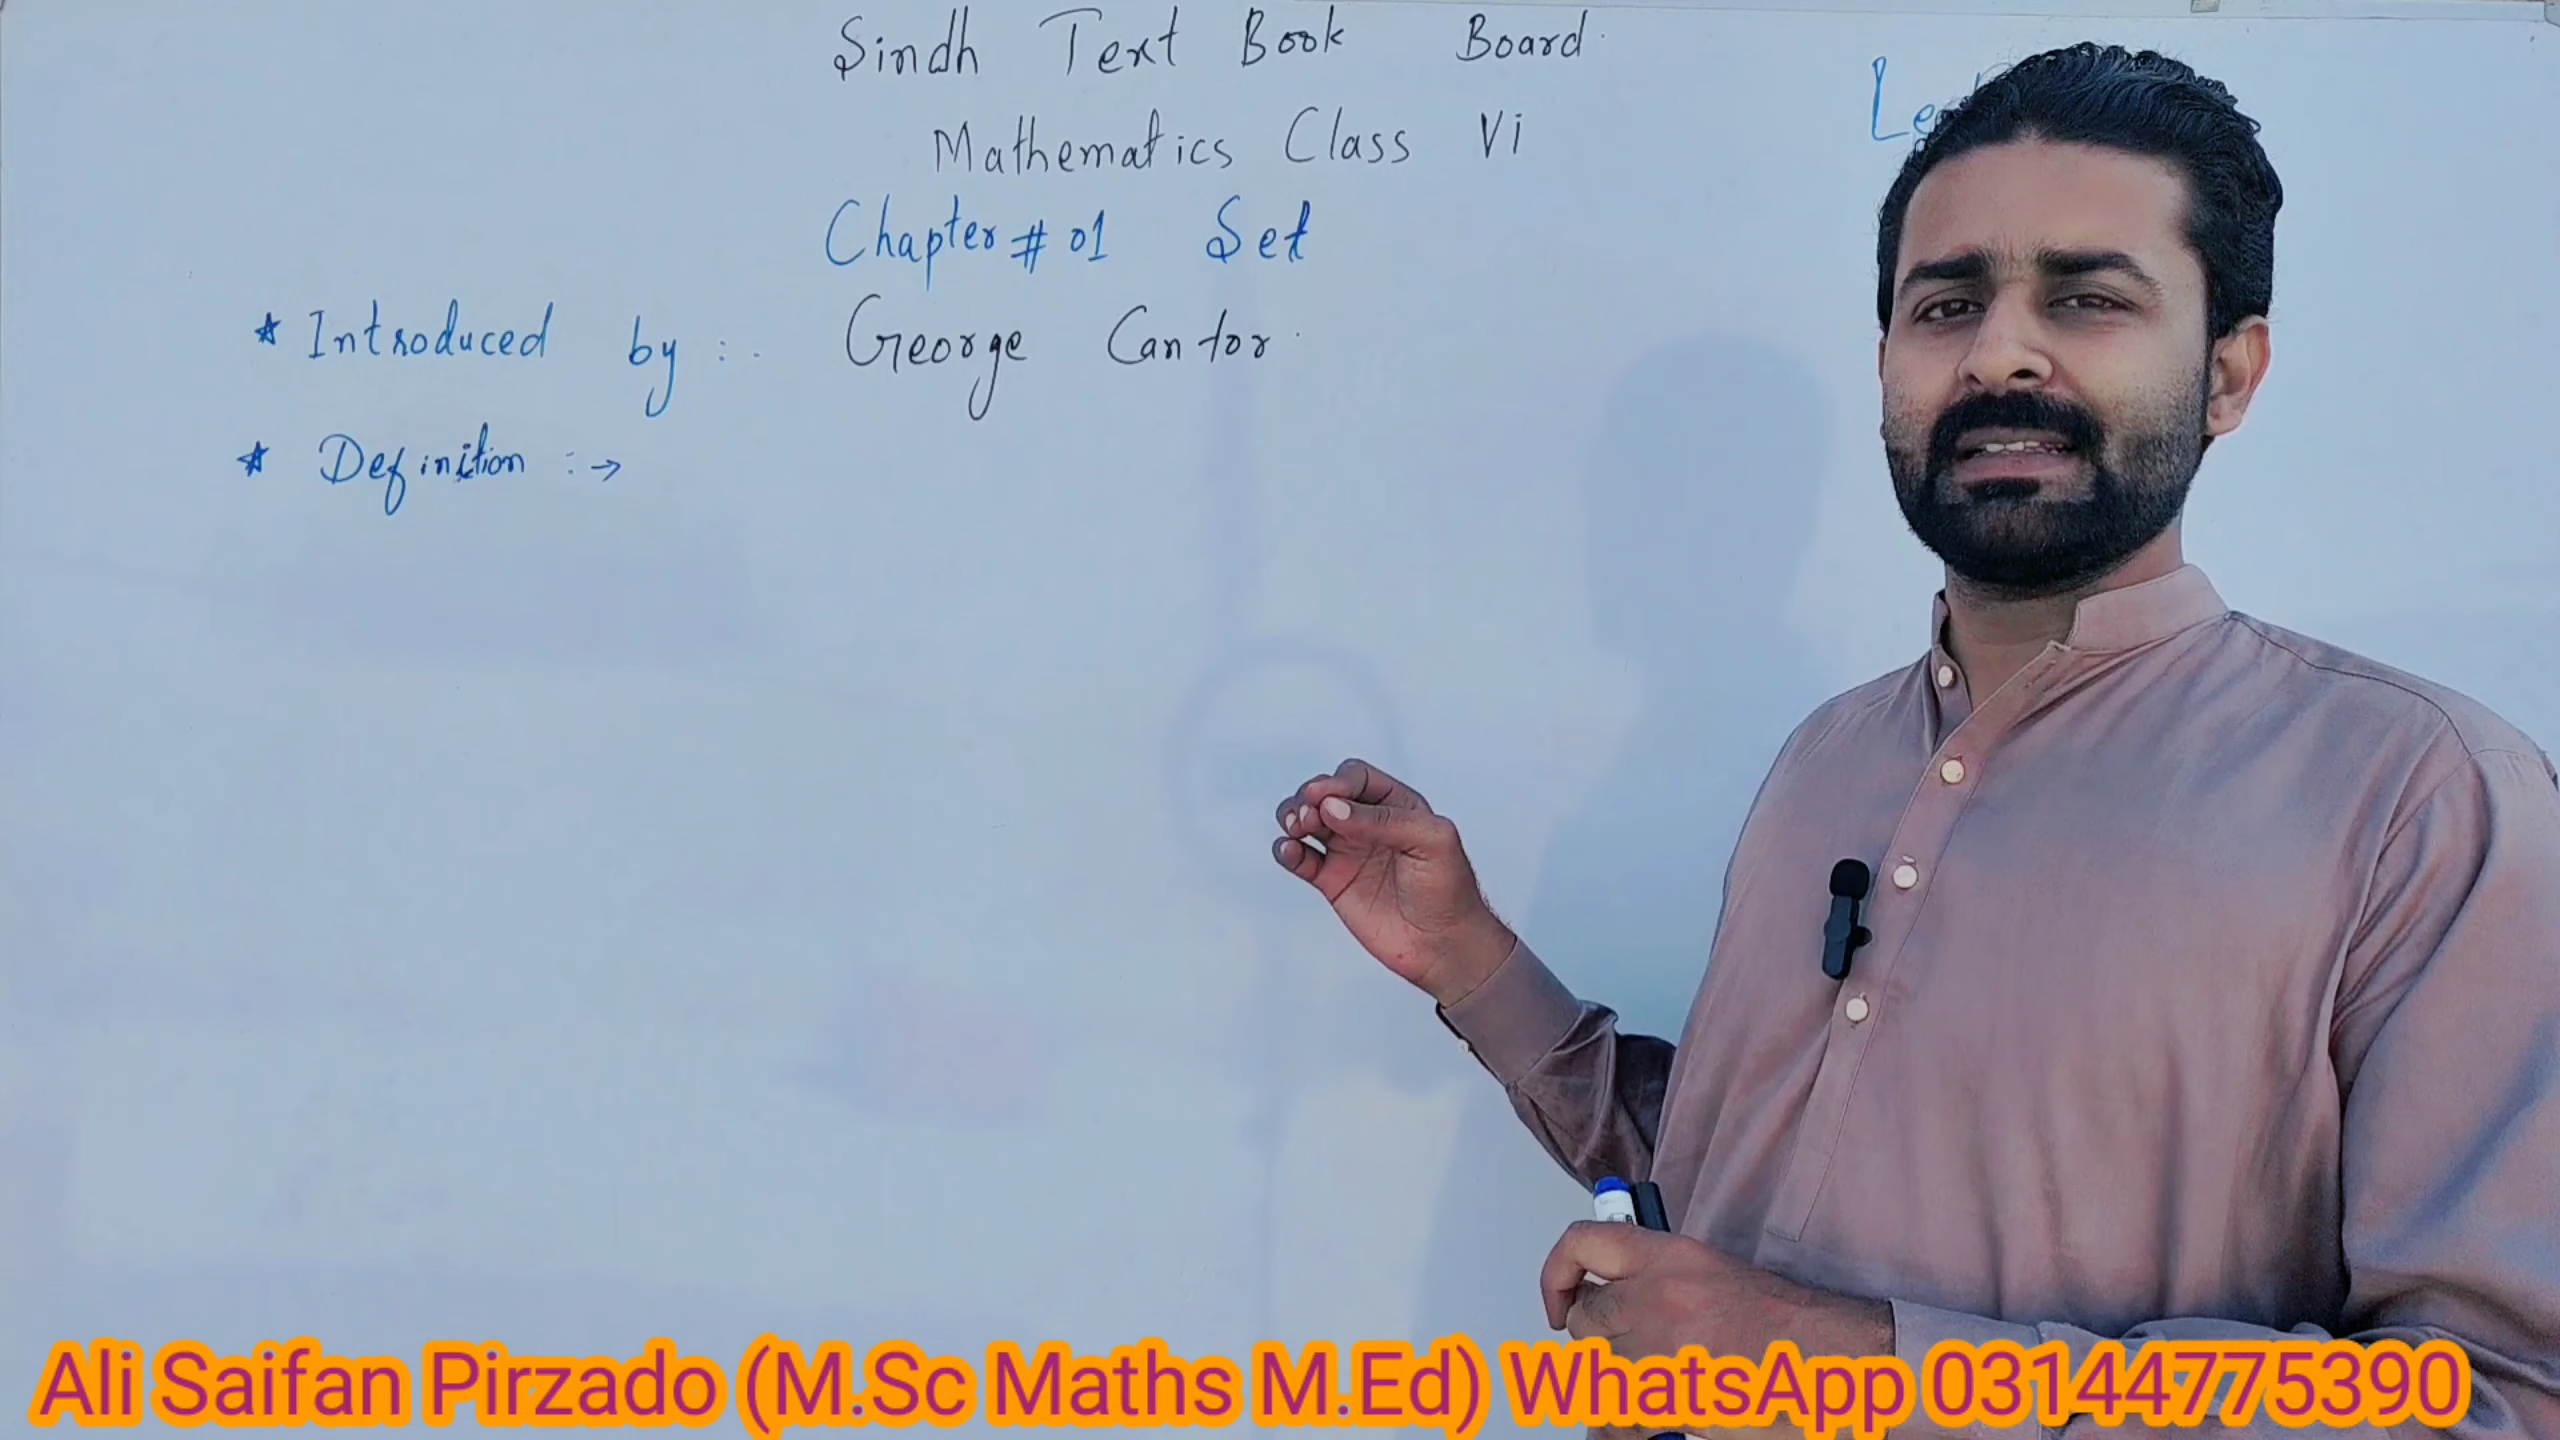 Sindh Text Book Board
Mathematics Class Vi
Chapter # 01 Set
* Introduced by :- George Cantor
* Definition :→
Ali Saifan Pirzado (M.Sc Maths M.Ed) WhatsApp 03144775390